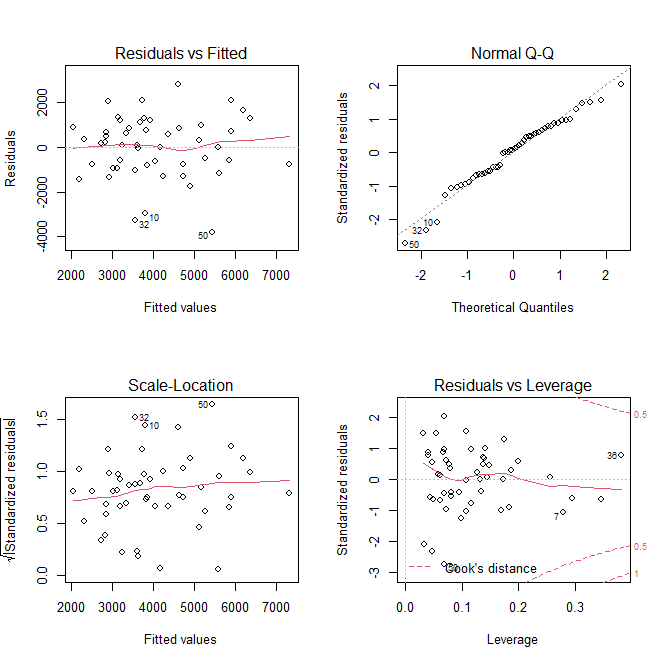 Residuals vs Fitted
Residuals
2000
0
-2000
-4000
10
32
50
2000 3000 4000 5000 6000 7000
Fitted values
Normal Q-Q
Standardized residuals
2
1
0
-1
-2
10
32
50
-2 -1 0 1 2
Theoretical Quantiles
Scale-Location
√|Standardized residuals|
1.5
1.0
0.5
0.0
50
32
10
2000 3000 4000 5000 6000 7000
Fitted values
Residuals vs Leverage
Standardized residuals
2
1
0
-1
-2
-3
0.5
36
7
0.5
Cook's distance
1
0.0 0.1 0.2 0.3
Leverage